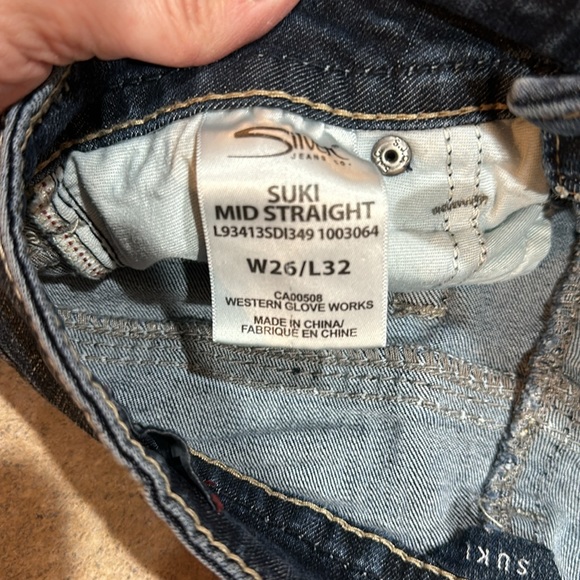 Silver
JEANS CO.
SUKI
MID STRAIGHT
L93413SDI349 1003064
W26/L32
CA00508
WESTERN GLOVE WORKS
MADE IN CHINA/
FABRIQUÉ EN CHINE
SUKI